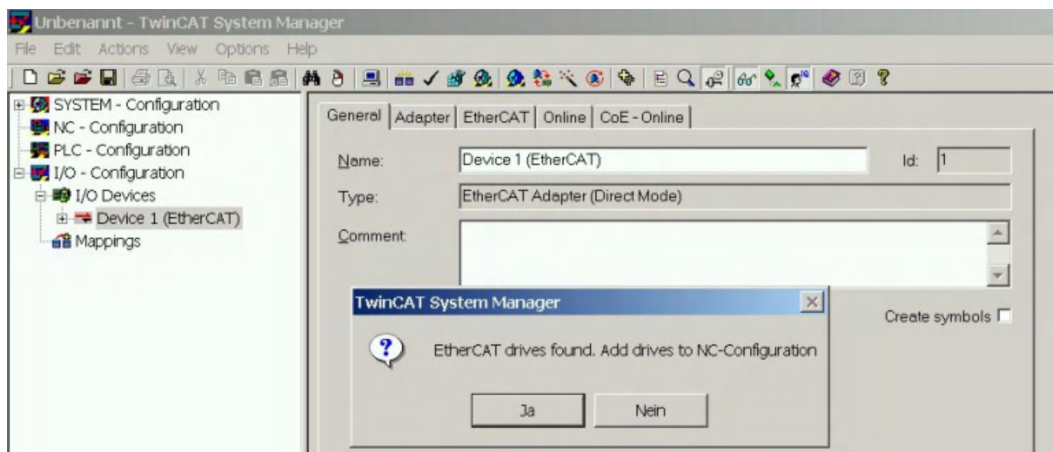 Unbenannt - TwinCAT System Manager
File Edit Actions View Options Help
SYSTEM - Configuration
NC - Configuration
PLC - Configuration
I/O - Configuration
I/O Devices
Device 1 (EtherCAT)
Mappings
General Adapter EtherCAT Online CoE - Online
Name: Device 1 (EtherCAT) Id: 1
Type: EtherCAT Adapter (Direct Mode)
Comment:
Create symbols
TwinCAT System Manager
EtherCAT drives found. Add drives to NC-Configuration
Ja Nein